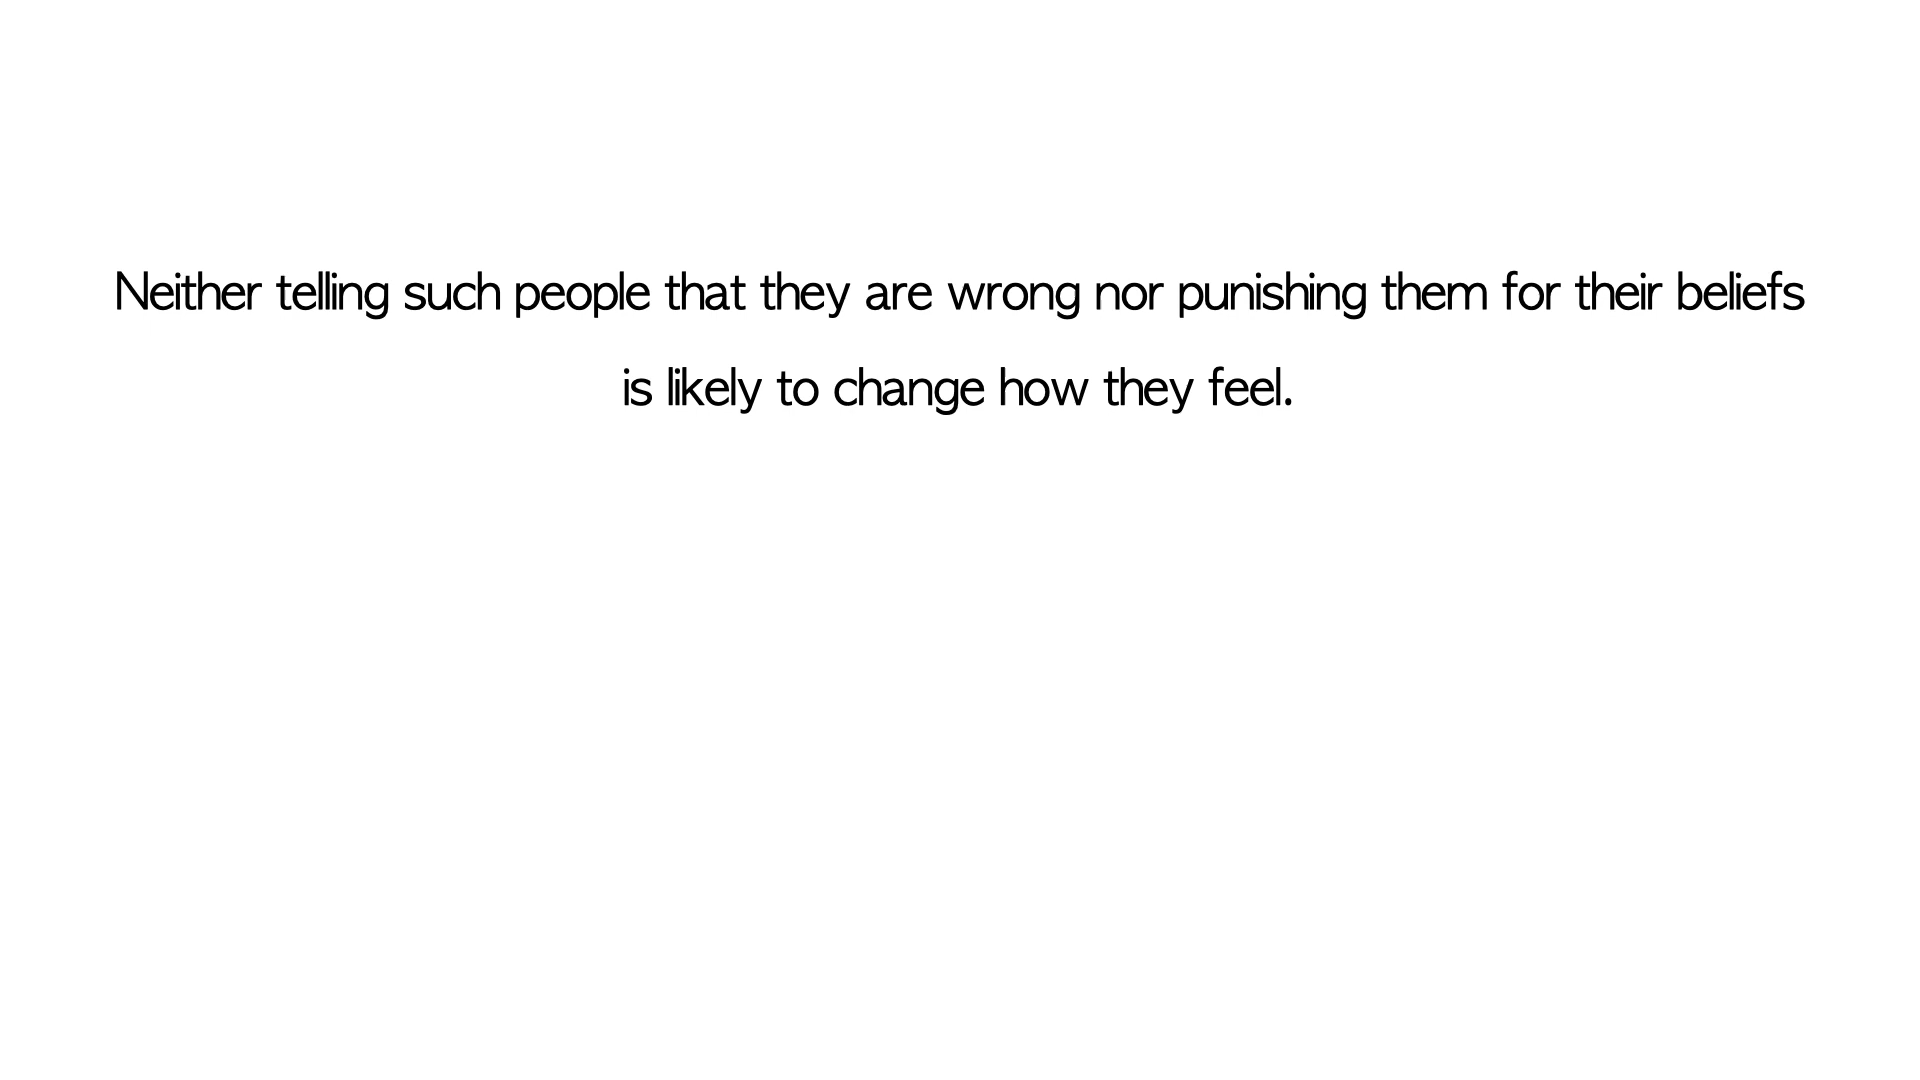 Neither telling such people that they are wrong nor punishing them for their beliefs
is likely to change how they feel.